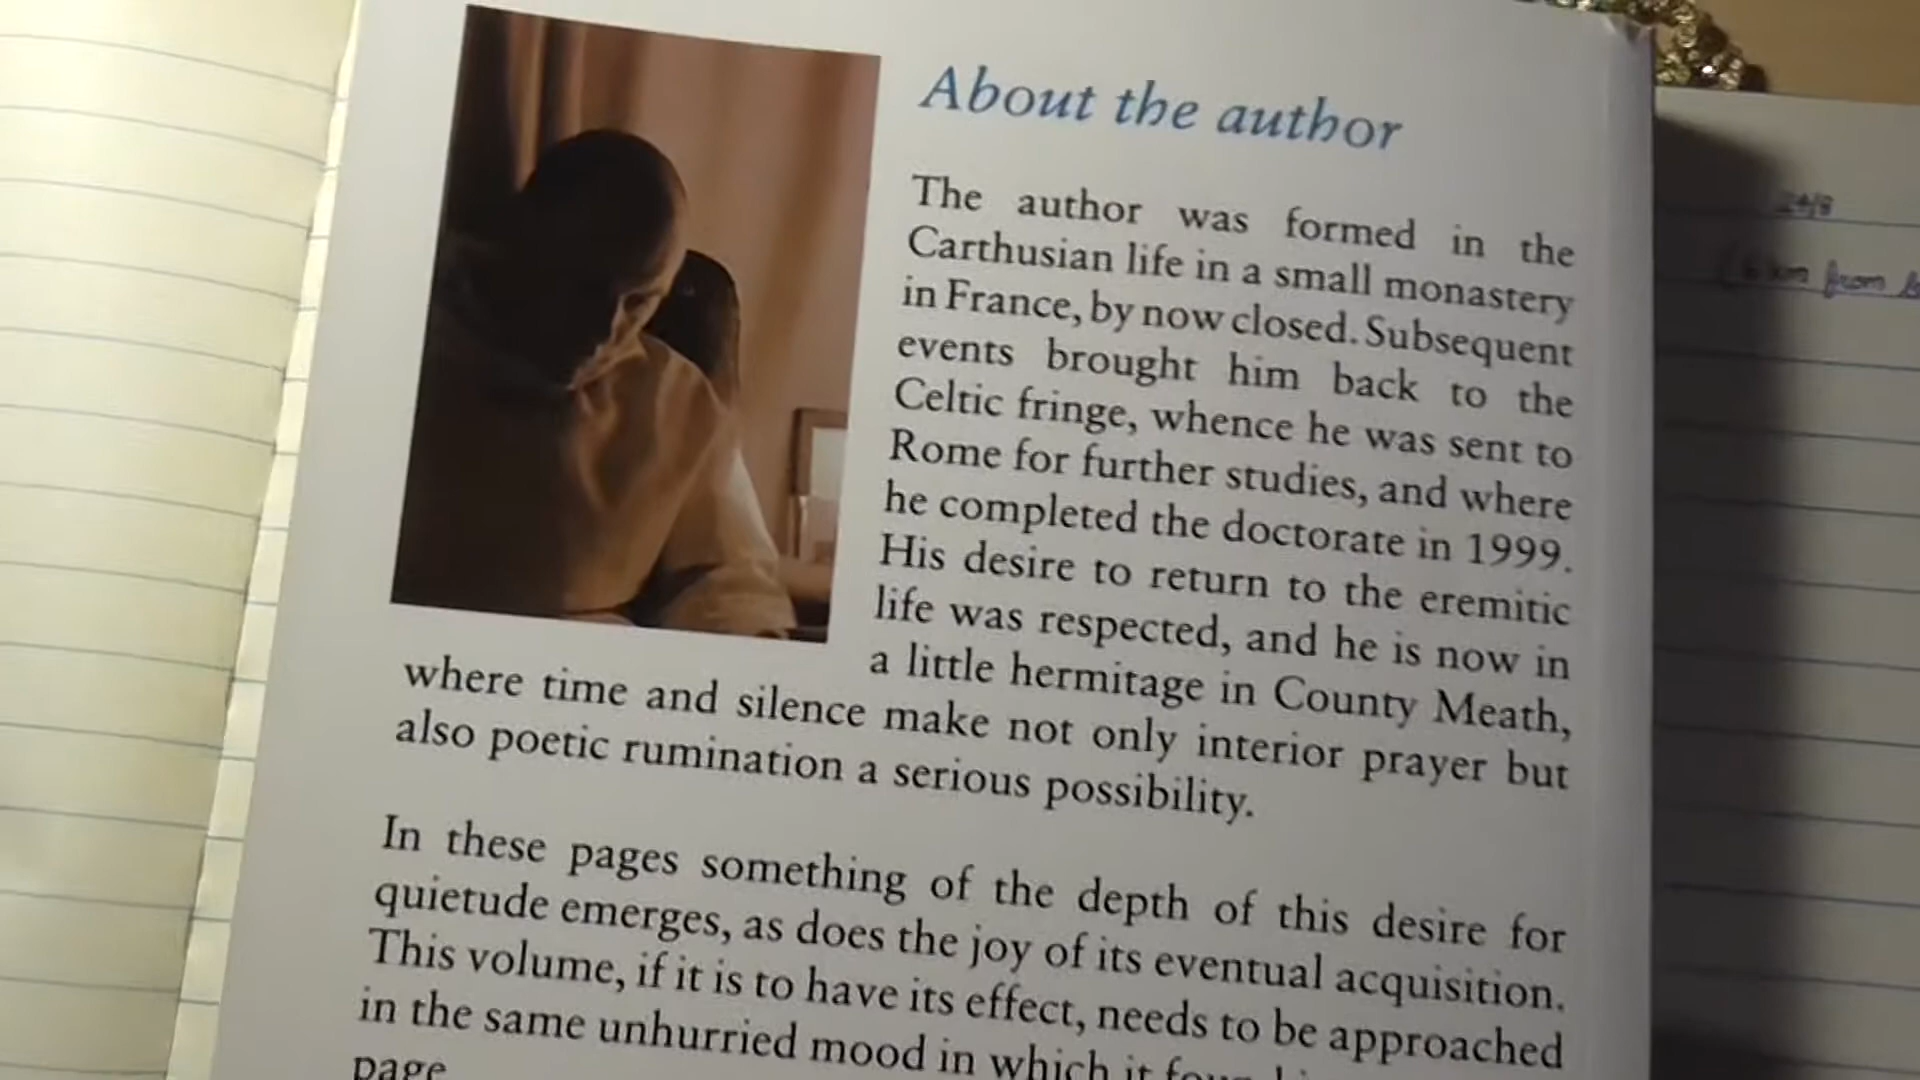 About the author
The author was formed in the
Carthusian life in a small monastery
in France, by now closed. Subsequent
events brought him back to the
Celtic fringe, whence he was sent to
Rome for further studies, and where
he completed the doctorate in 1999.
His desire to return to the eremitic
life was respected, and he is now in
a little hermitage in County Meath,
where time and silence make not only interior prayer but
also poetic rumination a serious possibility.
In these pages something of the depth of this desire for
quietude emerges, as does the joy of its eventual acquisition.
This volume, if it is to have its effect, needs to be approached
in the same unhurried mood in which it
page
24/8
from